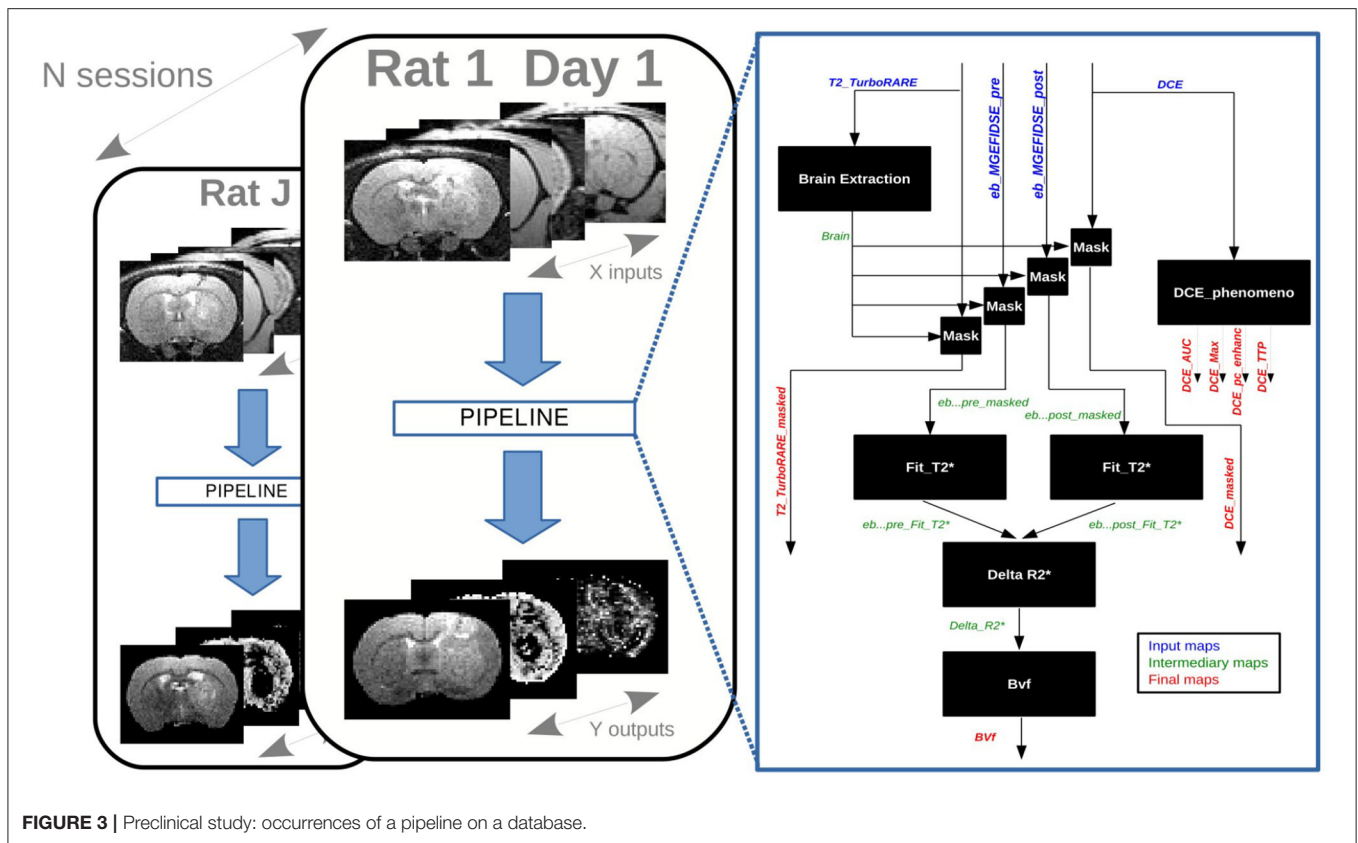 N sessions
Rat J
PIPELINE
Rat 1 Day 1
X inputs
PIPELINE
Y outputs
T2_TurboRARE
eb_MGEFIDSE_pre
eb_MGEFIDSE_post
DCE
Brain Extraction
Brain
Mask
Mask
Mask
Mask
DCE_phenomeno
DCE_AUC
DCE_Max
DCE_pc_enhanc
DCE_TTP
T2_TurboRARE_masked
eb...pre_masked
eb...post_masked
DCE_masked
Fit_T2*
Fit_T2*
eb...pre_Fit_T2*
eb...post_Fit_T2*
Delta R2*
Delta_R2*
Bvf
BVf
Input maps
Intermediary maps
Final maps
FIGURE 3 | Preclinical study: occurrences of a pipeline on a database.